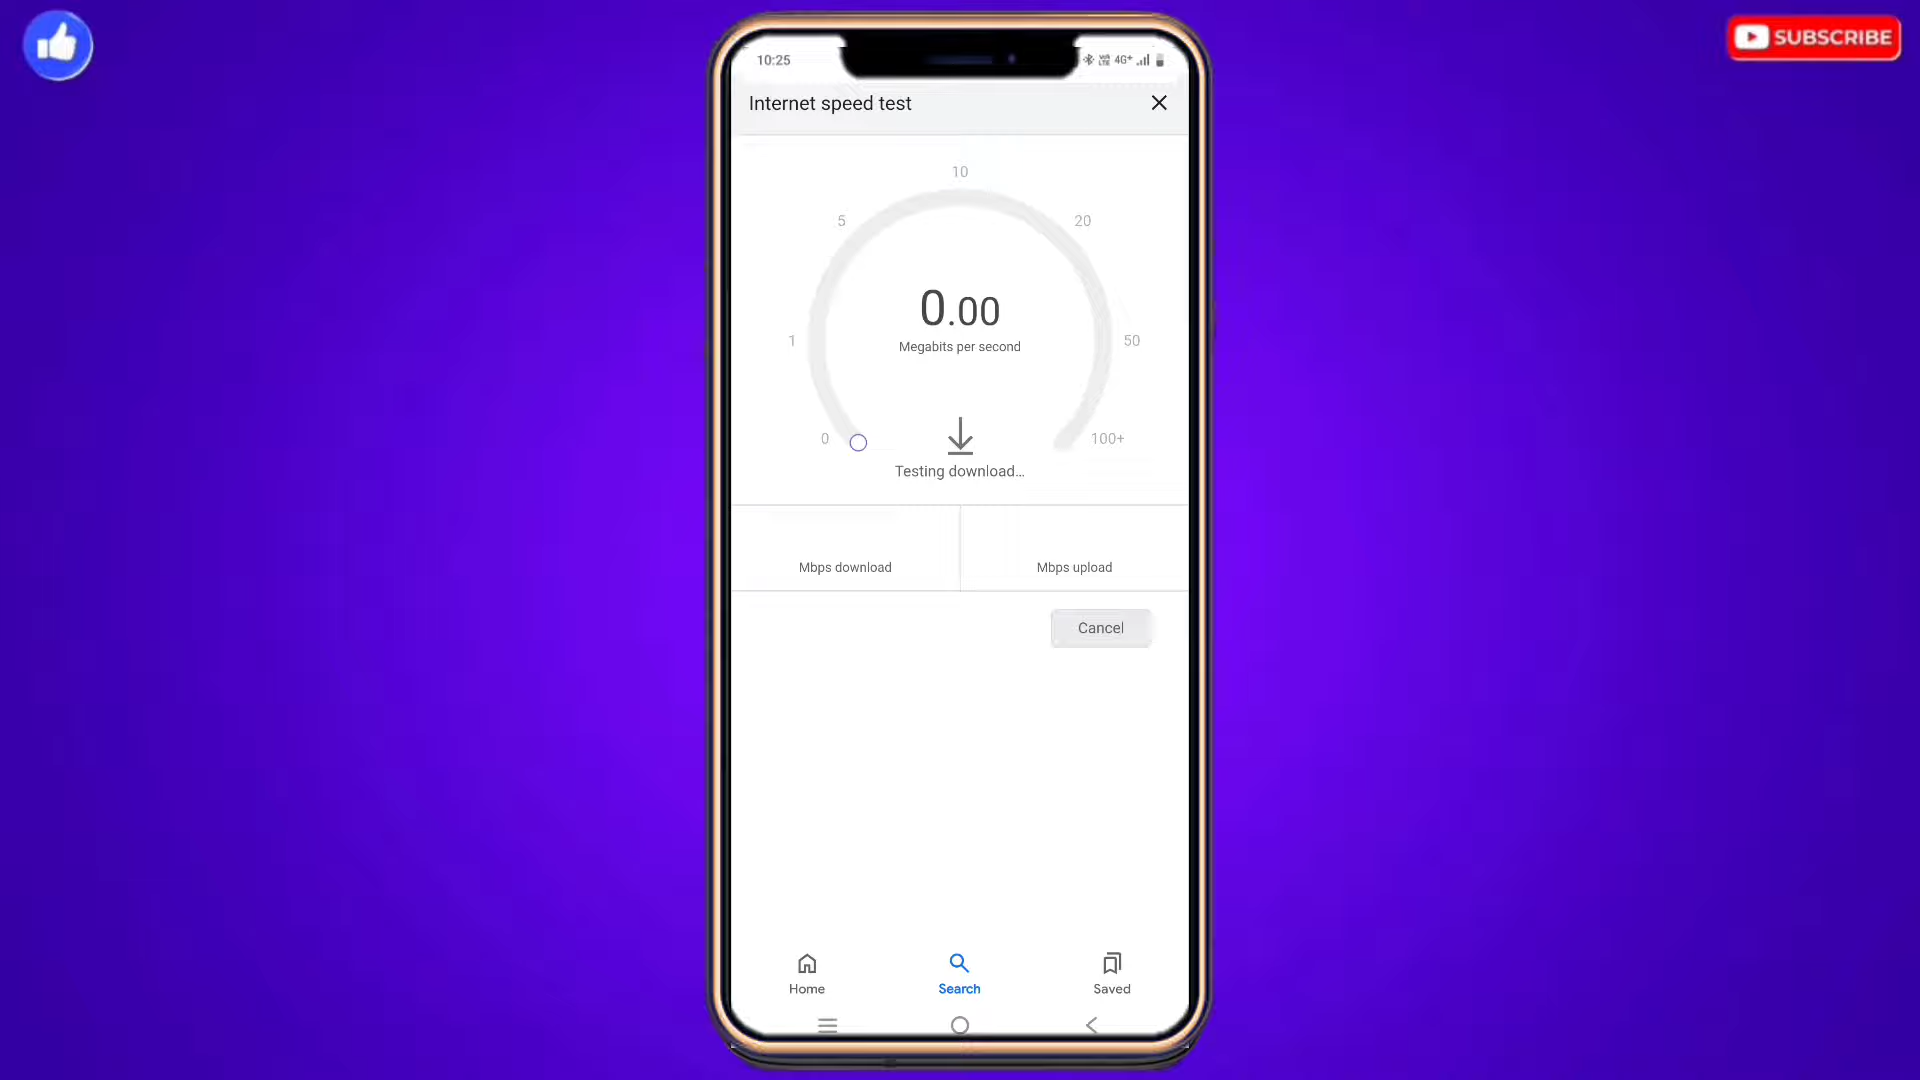 SUBSCRIBE
10:25 4G+
Internet speed test
10
5 20
0.00
1 Megabits per second 50
0 100+
Testing download...
Mbps download Mbps upload
Cancel
Home Search Saved